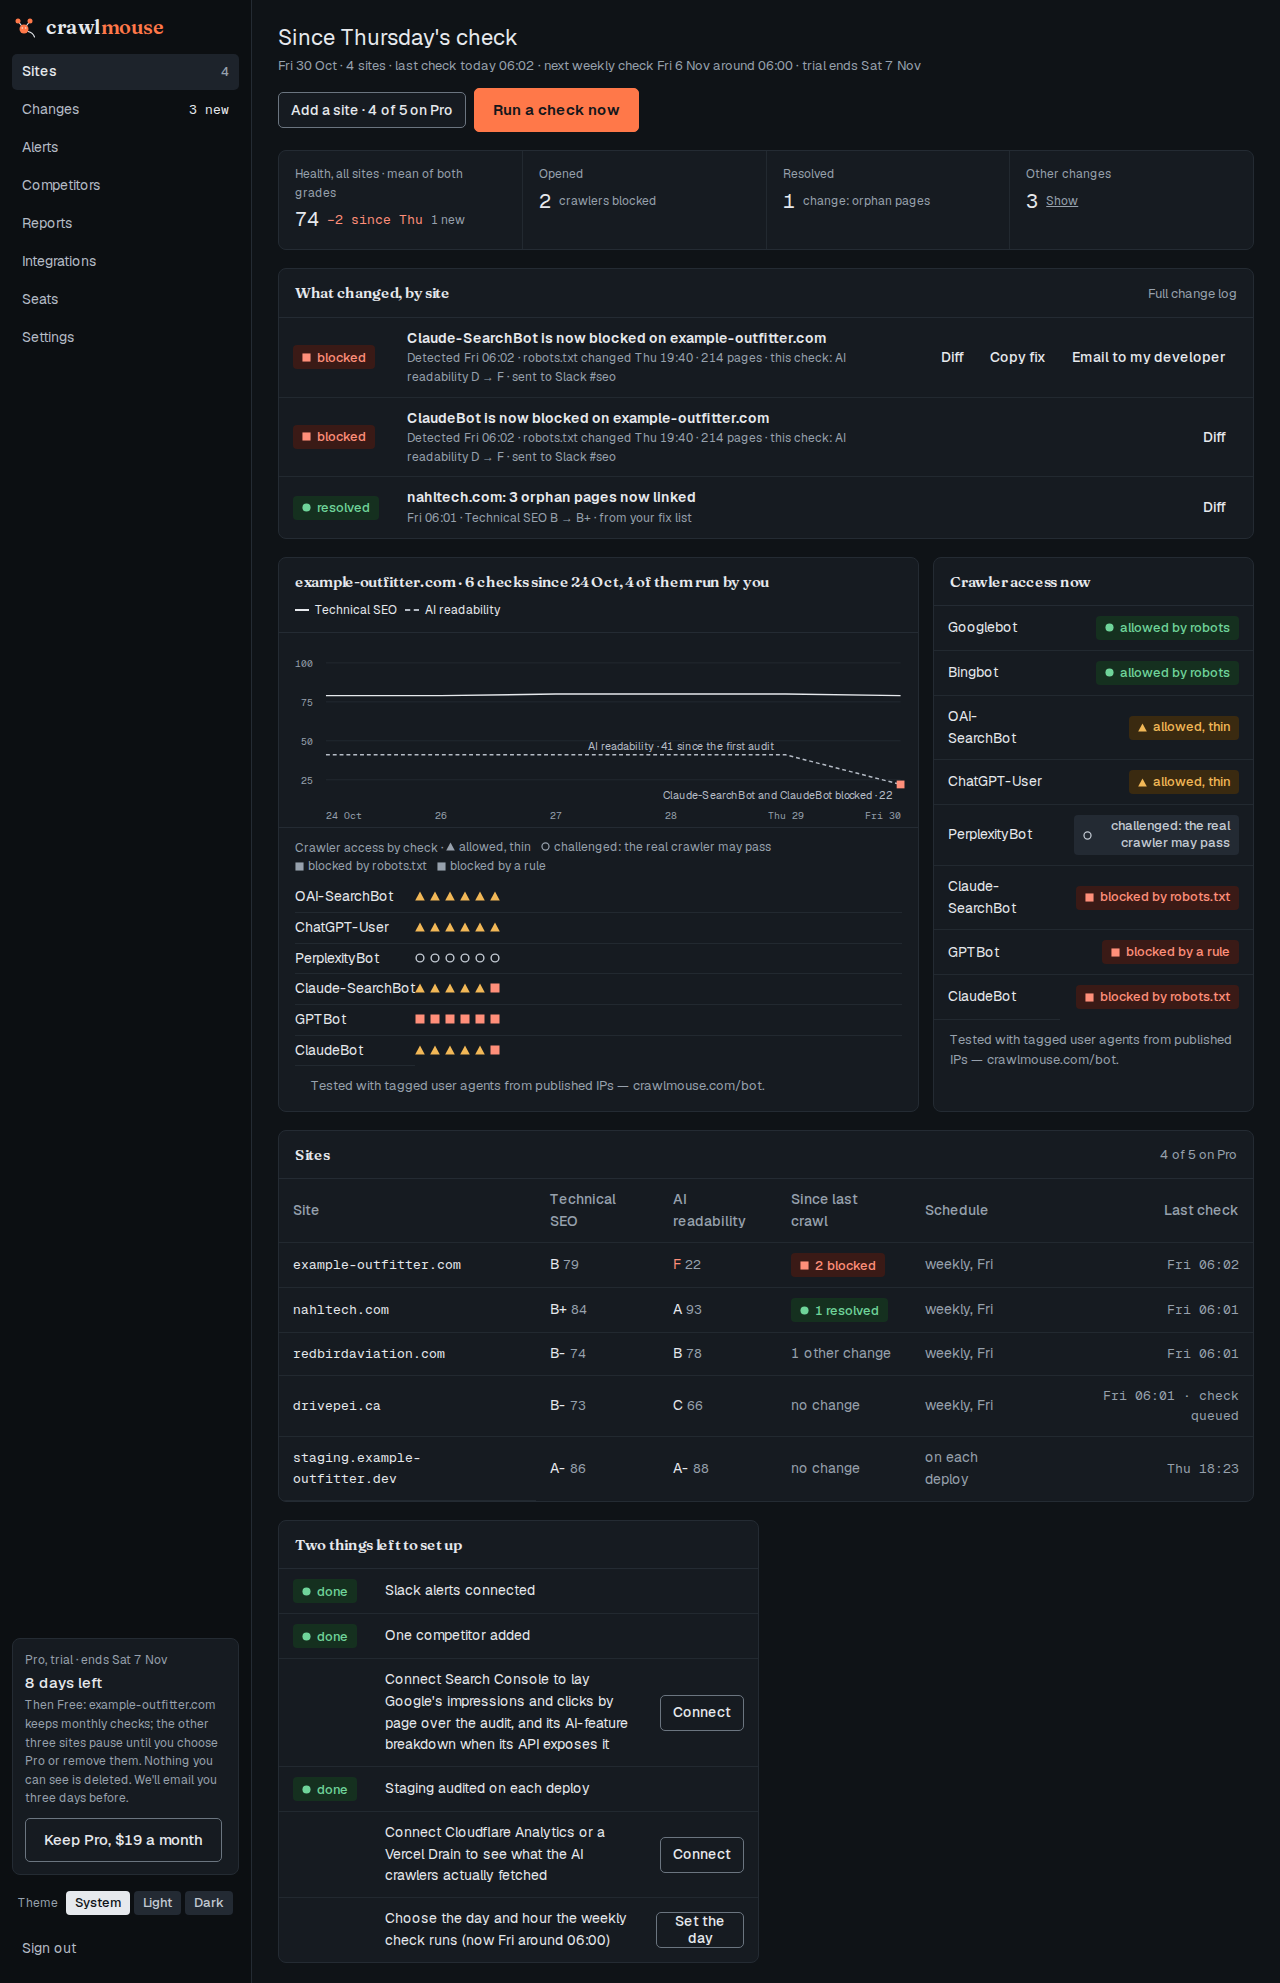 crawlmouse
Sites 4
Changes 3 new
Alerts
Competitors
Reports
Integrations
Seats
Settings
Pro, trial · ends Sat 7 Nov
8 days left
Then Free: example-outfitter.com
keeps monthly checks; the other
three sites pause until you choose
Pro or remove them. Nothing you
can see is deleted. We'll email you
three days before.
Keep Pro, $19 a month
Theme System Light Dark
Sign out
Since Thursday's check
Fri 30 Oct · 4 sites · last check today 06:02 · next weekly check Fri 6 Nov around 06:00 · trial ends Sat 7 Nov
Add a site · 4 of 5 on Pro Run a check now
Health, all sites · mean of both
grades
74 −2 since Thu 1 new
Opened
2 crawlers blocked
Resolved
1 change: orphan pages
Other changes
3 Show
What changed, by site Full change log
blocked
Claude-SearchBot is now blocked on example-outfitter.com
Detected Fri 06:02 · robots.txt changed Thu 19:40 · 214 pages · this check: AI
readability D → F · sent to Slack #seo
Diff Copy fix Email to my developer
blocked
ClaudeBot is now blocked on example-outfitter.com
Detected Fri 06:02 · robots.txt changed Thu 19:40 · 214 pages · this check: AI
readability D → F · sent to Slack #seo
Diff
resolved
nahltech.com: 3 orphan pages now linked
Fri 06:01 · Technical SEO B → B+ · from your fix list
Diff
example-outfitter.com · 6 checks since 24 Oct, 4 of them run by you
Technical SEO AI readability
100
75
50
25
AI readability · 41 since the first audit
Claude-SearchBot and ClaudeBot blocked · 22
24 Oct 26 27 28 Thu 29 Fri 30
Crawler access by check · allowed, thin challenged: the real crawler may pass
blocked by robots.txt blocked by a rule
OAI-SearchBot
ChatGPT-User
PerplexityBot
Claude-SearchBot
GPTBot
ClaudeBot
Tested with tagged user agents from published IPs — crawlmouse.com/bot.
Crawler access now
Googlebot allowed by robots
Bingbot allowed by robots
OAI-
SearchBot
allowed, thin
ChatGPT-User allowed, thin
PerplexityBot
challenged: the real
crawler may pass
Claude-
SearchBot
blocked by robots.txt
GPTBot blocked by a rule
ClaudeBot blocked by robots.txt
Tested with tagged user agents from published
IPs — crawlmouse.com/bot.
Sites 4 of 5 on Pro
Site
Technical
SEO
AI
readability
Since last
crawl
Schedule
Last check
example-outfitter.com B 79 F 22 2 blocked weekly, Fri Fri 06:02
nahltech.com B+ 84 A 93 1 resolved weekly, Fri Fri 06:01
redbirdaviation.com B- 74 B 78 1 other change weekly, Fri Fri 06:01
drivepei.ca B- 73 C 66 no change weekly, Fri Fri 06:01 · check
queued
staging.example-
outfitter.dev
A- 86 A- 88 no change
on each
deploy
Thu 18:23
Two things left to set up
done Slack alerts connected
done One competitor added
Connect Search Console to lay
Google's impressions and clicks by
page over the audit, and its AI-feature
breakdown when its API exposes it
Connect
done Staging audited on each deploy
Connect Cloudflare Analytics or a
Vercel Drain to see what the AI
crawlers actually fetched
Connect
Choose the day and hour the weekly
check runs (now Fri around 06:00)
Set the
day